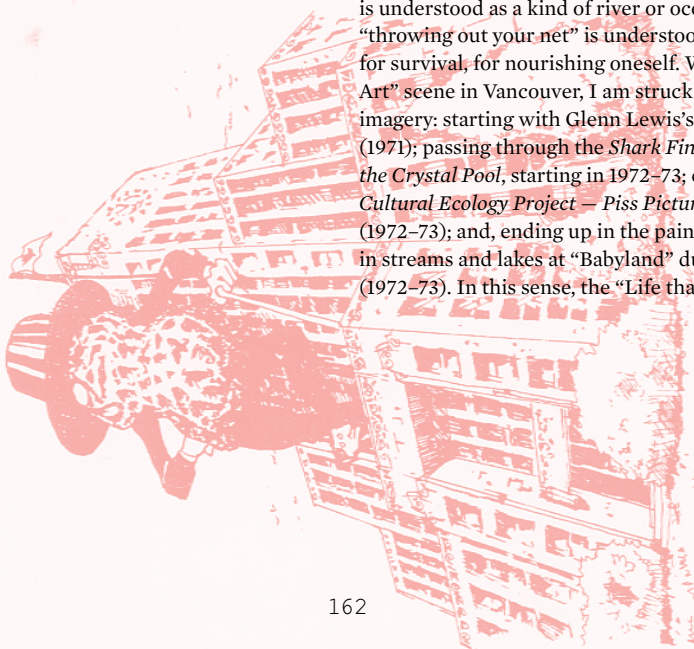 is understood as a kind of river or oc
“throwing out your net” is understoo
for survival, for nourishing oneself. W
Art” scene in Vancouver, I am struck
imagery: starting with Glenn Lewis’s
(1971); passing through the Shark Fin
the Crystal Pool, starting in 1972–73;
Cultural Ecology Project — Piss Pictur
(1972–73); and, ending up in the pain
in streams and lakes at “Babyland” du
(1972–73). In this sense, the “Life tha
162